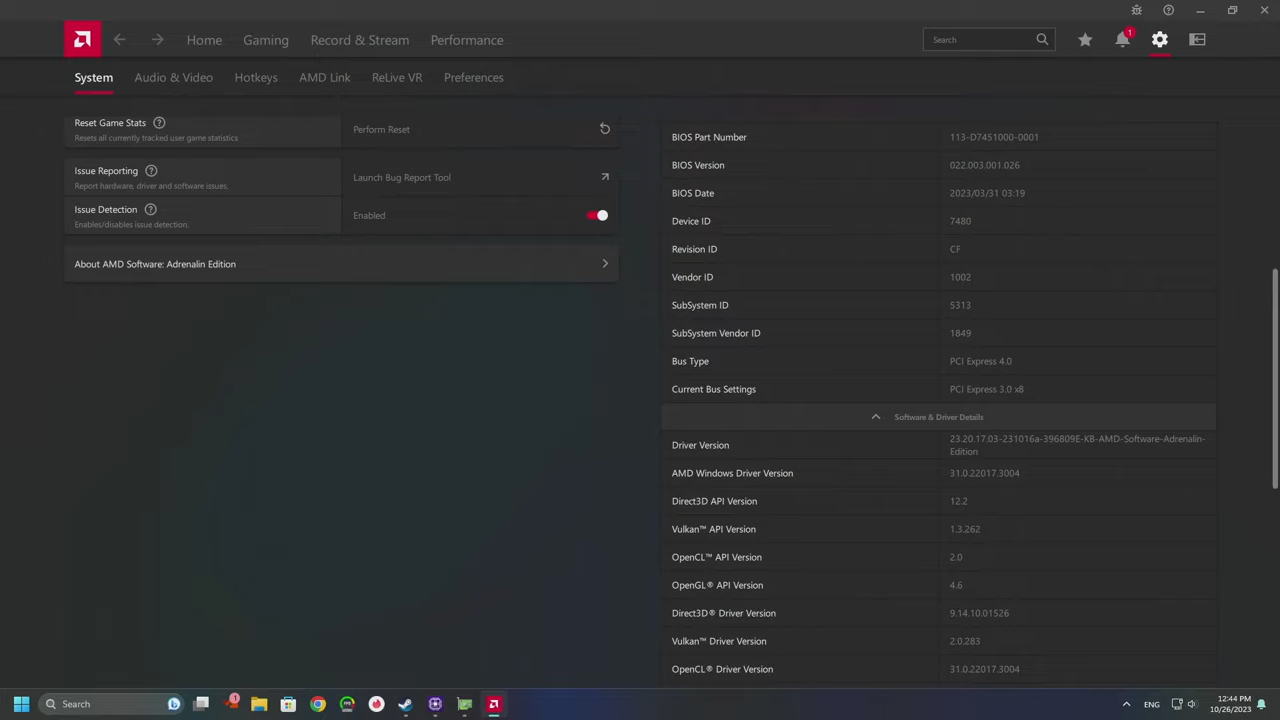 Home
Gaming
Record & Stream
Performance
Search
1
System
Audio & Video
Hotkeys
AMD Link
ReLive VR
Preferences
Reset Game Stats
Resets all currently tracked user game statistics
Perform Reset
Issue Reporting
Report hardware, driver and software issues.
Launch Bug Report Tool
Issue Detection
Enables/disables issue detection.
Enabled
About AMD Software: Adrenalin Edition
BIOS Part Number 113-D7451000-0001
BIOS Version 022.003.001.026
BIOS Date 2023/03/31 03:19
Device ID 7480
Revision ID CF
Vendor ID 1002
SubSystem ID 5313
SubSystem Vendor ID 1849
Bus Type PCI Express 4.0
Current Bus Settings PCI Express 3.0 x8
Software & Driver Details
Driver Version 23.20.17.03-231016a-396809E-KB-AMD-Software-Adrenalin-
Edition
AMD Windows Driver Version 31.0.22017.3004
Direct3D API Version 12.2
Vulkan™ API Version 1.3.262
OpenCL™ API Version 2.0
OpenGL® API Version 4.6
Direct3D® Driver Version 9.14.10.01526
Vulkan™ Driver Version 2.0.283
OpenCL® Driver Version 31.0.22017.3004
Search
1
ENG
12:44 PM
10/26/2023